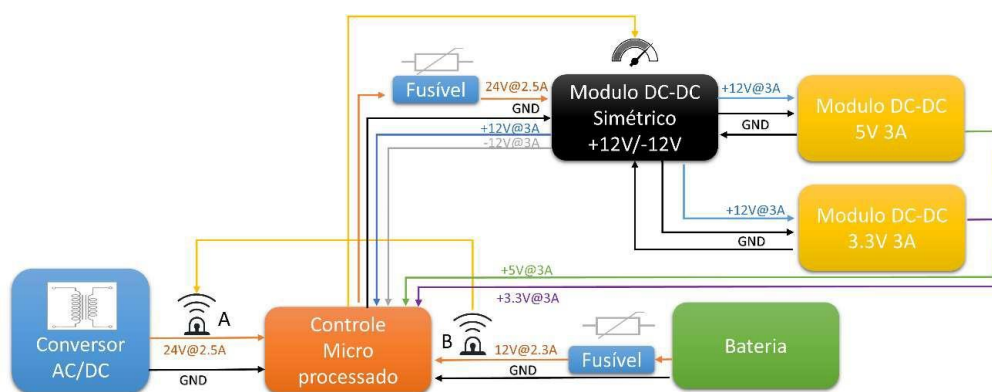 24V@2.5A
Fusível
GND
+12V@3A
-12V@3A
Modulo DC-DC
Simétrico
+12V/-12V
+12V@3A
GND
Modulo DC-DC
5V 3A
+12V@3A
GND
Modulo DC-DC
3.3V 3A
+5V@3A
+3.3V@3A
A
Conversor
AC/DC
24V@2.5A
GND
Controle
Micro
processado
B
12V@2.3A
GND
Fusível
Bateria